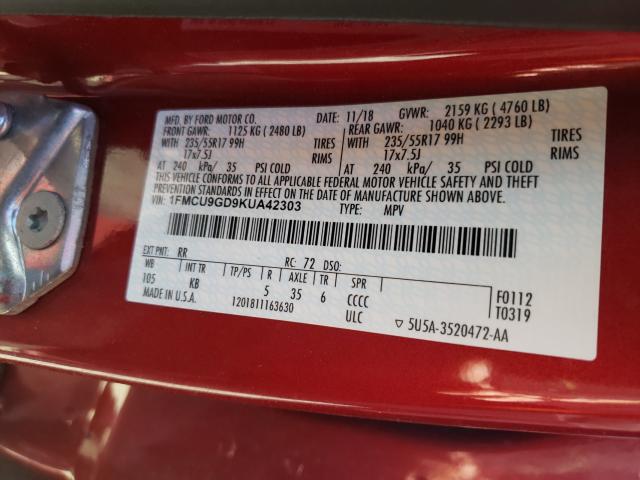 MFD. BY FORD MOTOR CO. 11/18 GVWR: 2159 KG ( 4760 LB)
FRONT GAWR: 1125 KG ( 2480 LB) REAR GAWR: 1040 KG ( 2293 LB)
WITH 235/55R17 99H TIRES WITH 235/55R17 99H TIRES
17x7.5J RIMS 17x7.5J RIMS
AT 240 kPa/ 35 PSI COLD AT 240 kPa/ 35 PSI COLD
THIS VEHICLE CONFORMS TO ALL APPLICABLE FEDERAL MOTOR VEHICLE SAFETY AND THEFT
PREVENTION STANDARDS IN EFFECT ON THE DATE OF MANUFACTURE SHOWN ABOVE.
VIN: 1FMCU9GD9KUA42303 TYPE: MPV
EXT PNT: RR RC: 72 DSO:
WB INT TR TP/PS R AXLE TR SPR
105 KB 5 35 6 CCCC F0112
MADE IN U.S.A. 1201811163630 ULC ▽ 5U5A-3520472-AA T0319